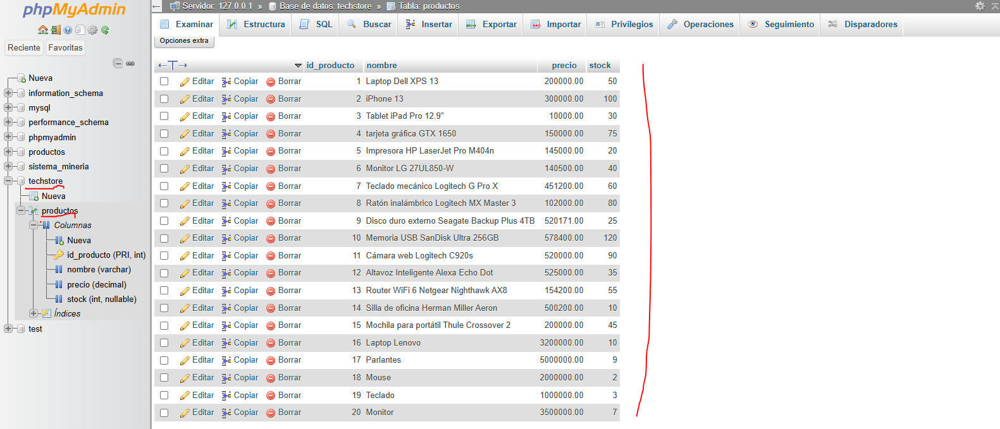 phpMyAdmin
Reciente Favoritas
Nueva
information_schema
mysql
performance_schema
phpmyadmin
productos
sistema_mineria
techstore
Nueva
productos
Columnas
Nueva
id_producto (PRI, int)
nombre (varchar)
precio (decimal)
stock (int, nullable)
Índices
test
Servidor: 127.0.0.1 » Base de datos: techstore » Tabla: productos
Examinar Estructura SQL Buscar Insertar Exportar Importar Privilegios Operaciones Seguimiento Disparadores
Opciones extra
id_producto nombre precio stock
Editar Copiar Borrar 1 Laptop Dell XPS 13 200000.00 50
Editar Copiar Borrar 2 iPhone 13 300000.00 100
Editar Copiar Borrar 3 Tablet iPad Pro 12.9" 10000.00 30
Editar Copiar Borrar 4 tarjeta gráfica GTX 1650 150000.00 75
Editar Copiar Borrar 5 Impresora HP LaserJet Pro M404n 145000.00 20
Editar Copiar Borrar 6 Monitor LG 27UL850-W 140500.00 40
Editar Copiar Borrar 7 Teclado mecánico Logitech G Pro X 451200.00 60
Editar Copiar Borrar 8 Ratón inalámbrico Logitech MX Master 3 102000.00 80
Editar Copiar Borrar 9 Disco duro externo Seagate Backup Plus 4TB 520171.00 25
Editar Copiar Borrar 10 Memoria USB SanDisk Ultra 256GB 578400.00 120
Editar Copiar Borrar 11 Cámara web Logitech C920s 520000.00 90
Editar Copiar Borrar 12 Altavoz Inteligente Alexa Echo Dot 525000.00 35
Editar Copiar Borrar 13 Router WiFi 6 Netgear Nighthawk AX8 154200.00 55
Editar Copiar Borrar 14 Silla de oficina Herman Miller Aeron 500200.00 10
Editar Copiar Borrar 15 Mochila para portátil Thule Crossover 2 200000.00 45
Editar Copiar Borrar 16 Laptop Lenovo 3200000.00 10
Editar Copiar Borrar 17 Parlantes 5000000.00 9
Editar Copiar Borrar 18 Mouse 2000000.00 2
Editar Copiar Borrar 19 Teclado 1000000.00 3
Editar Copiar Borrar 20 Monitor 3500000.00 7